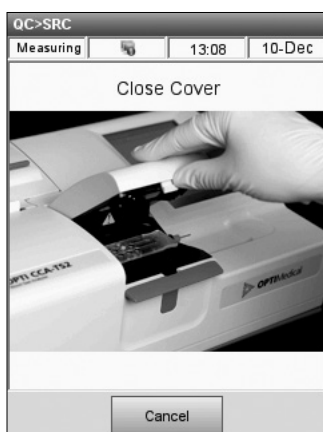 QC>SRC
Measuring 13:08 10-Dec
Close Cover
OPTI CCA-TS2
OPTIMedical
Cancel